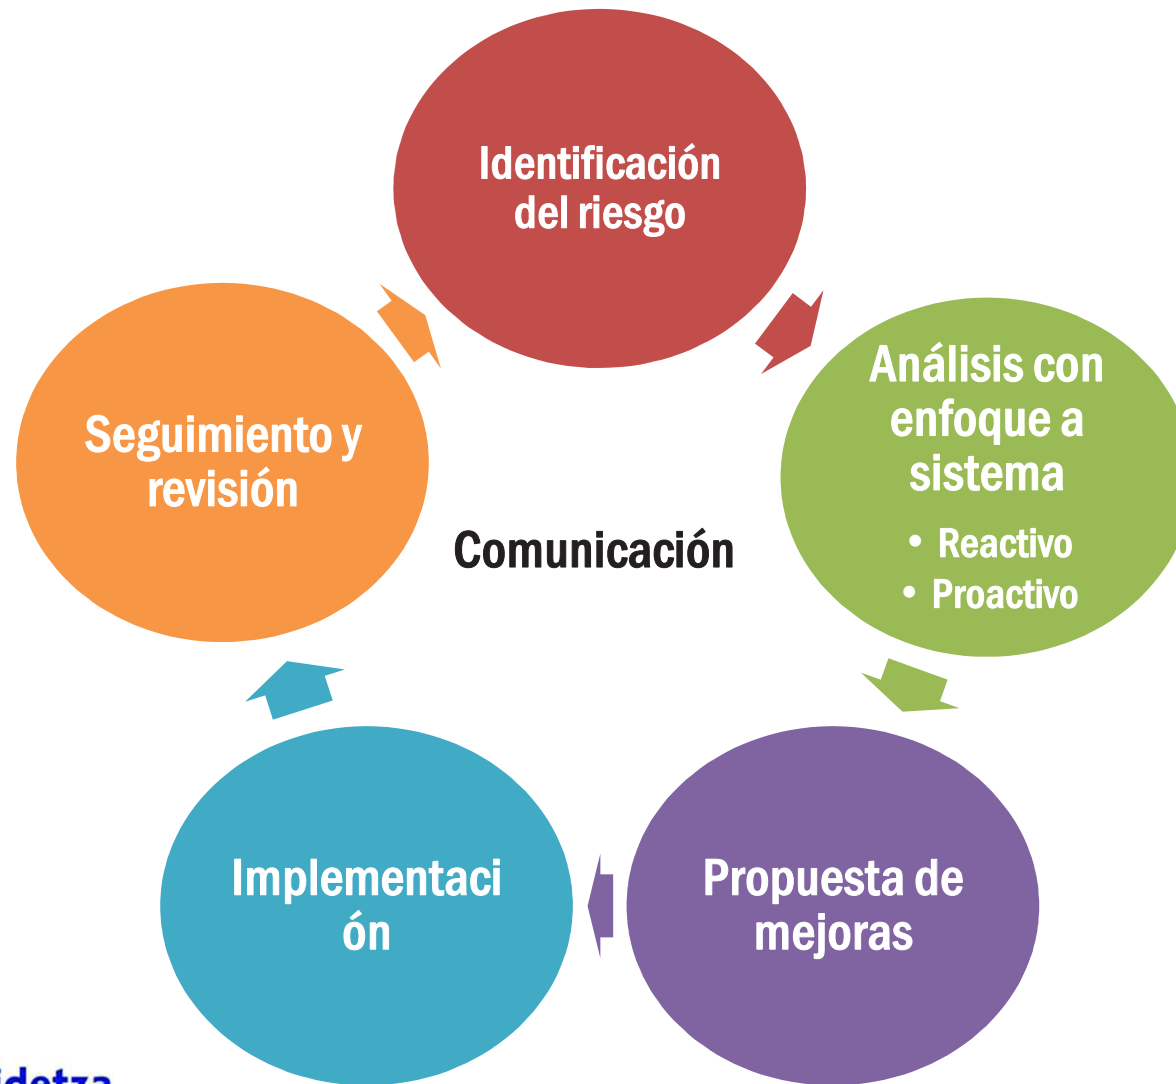 Identificación
del riesgo
Análisis con
enfoque a
sistema
• Reactivo
• Proactivo
Seguimiento y
revisión
Comunicación
Implementaci
ón
Propuesta de
mejoras